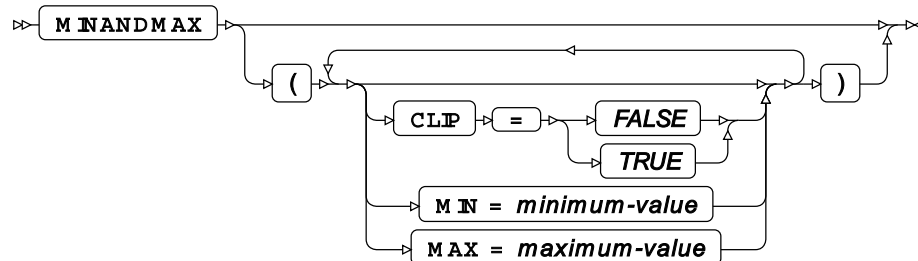 MINANDMAX
( )
CLIP = FALSE
TRUE
MIN = minimum-value
MAX = maximum-value